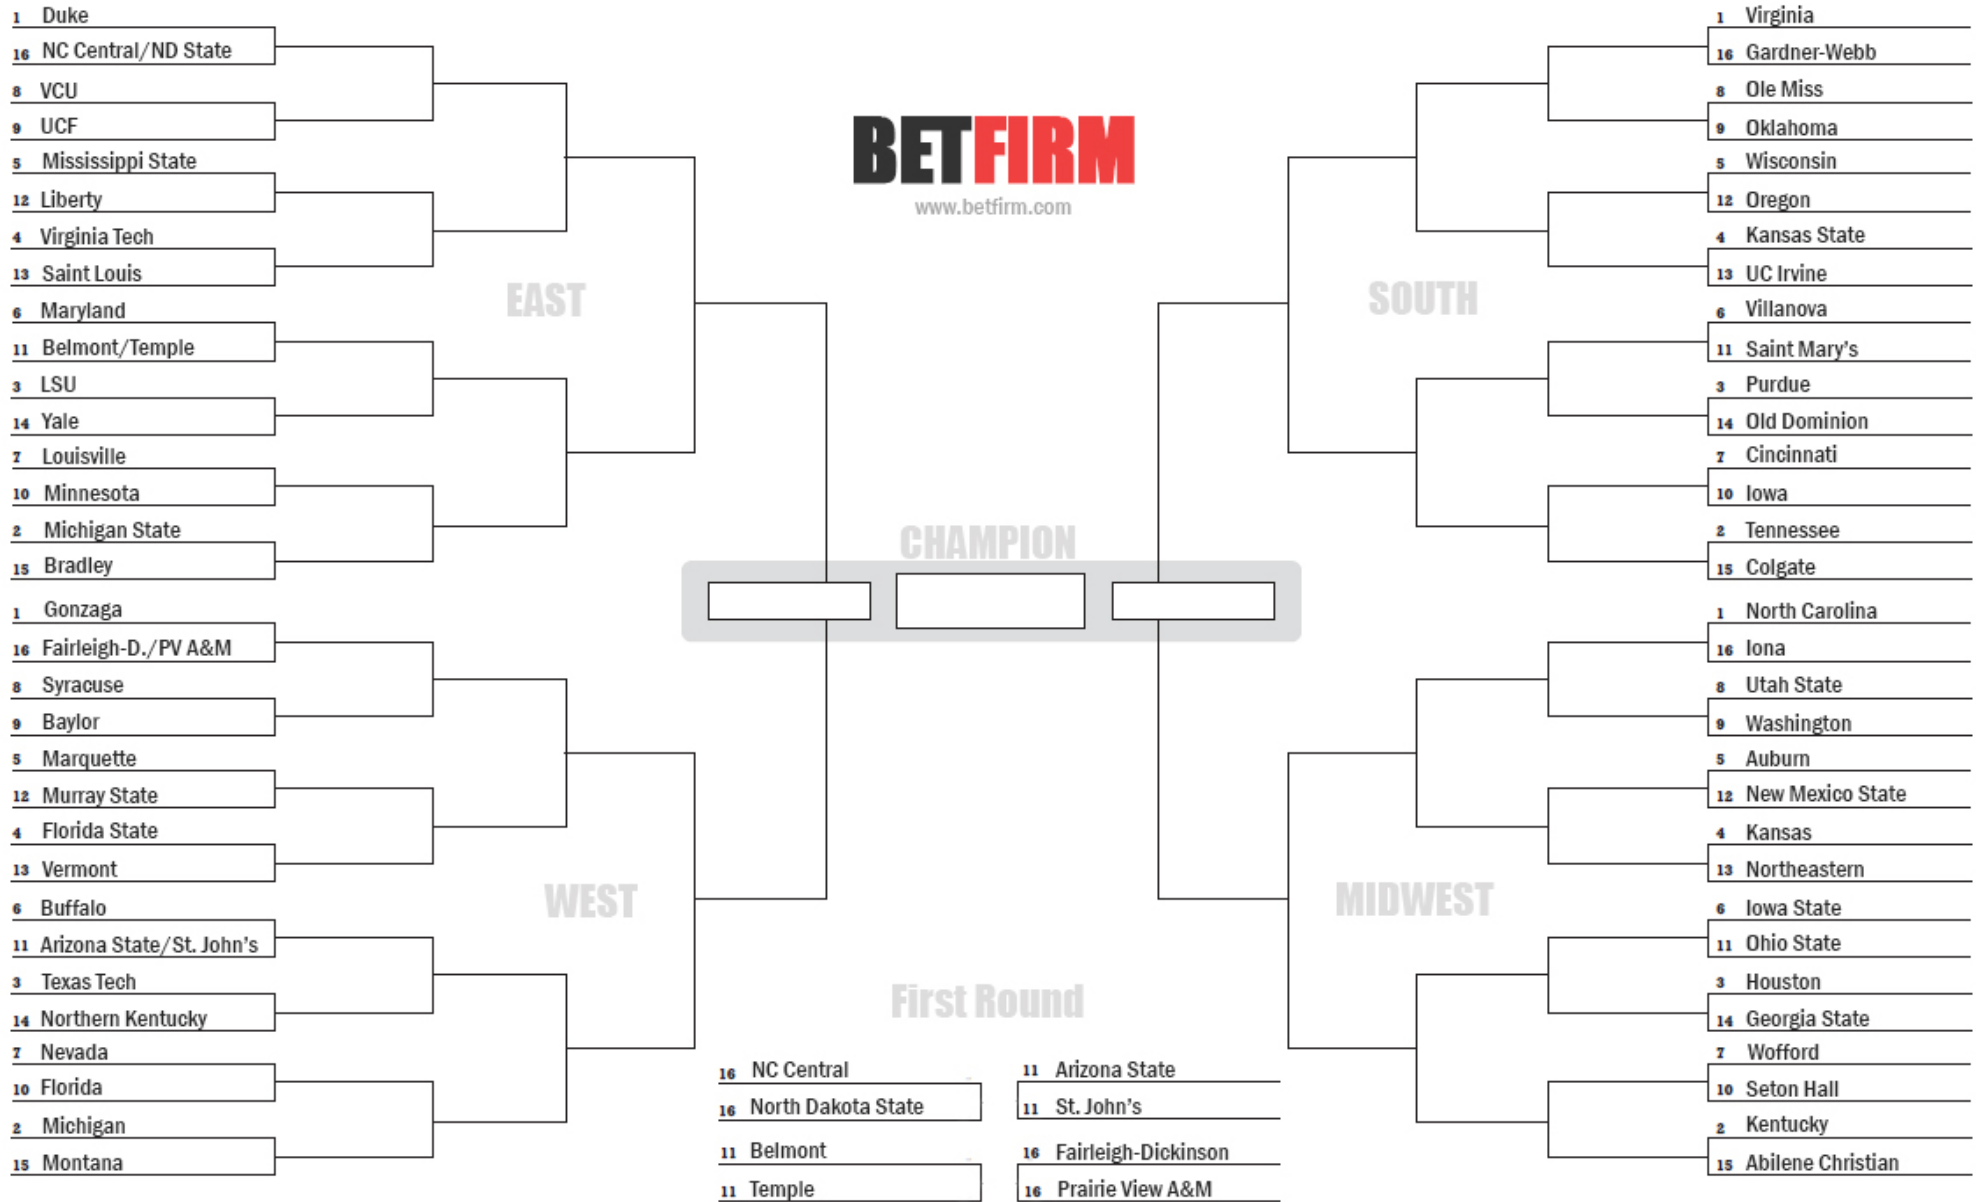 1 Duke
16 NC Central/ND State
8 VCU
9 UCF
5 Mississippi State
12 Liberty
4 Virginia Tech
13 Saint Louis
EAST
6 Maryland
11 Belmont/Temple
3 LSU
14 Yale
7 Louisville
10 Minnesota
2 Michigan State
15 Bradley
1 Gonzaga
16 Fairleigh-D./PV A&M
8 Syracuse
9 Baylor
5 Marquette
12 Murray State
4 Florida State
13 Vermont
WEST
6 Buffalo
11 Arizona State/St. John's
3 Texas Tech
14 Northern Kentucky
7 Nevada
10 Florida
2 Michigan
15 Montana
BETFIRM
www.betfirm.com
CHAMPION
First Round
16 NC Central
16 North Dakota State
11 Belmont
11 Temple
11 Arizona State
11 St. John's
16 Fairleigh-Dickinson
16 Prairie View A&M
1 Virginia
16 Gardner-Webb
8 Ole Miss
9 Oklahoma
5 Wisconsin
12 Oregon
4 Kansas State
13 UC Irvine
SOUTH
6 Villanova
11 Saint Mary's
3 Purdue
14 Old Dominion
7 Cincinnati
10 Iowa
2 Tennessee
15 Colgate
1 North Carolina
16 Iona
8 Utah State
9 Washington
5 Auburn
12 New Mexico State
4 Kansas
13 Northeastern
MIDWEST
6 Iowa State
11 Ohio State
3 Houston
14 Georgia State
7 Wofford
10 Seton Hall
2 Kentucky
15 Abilene Christian